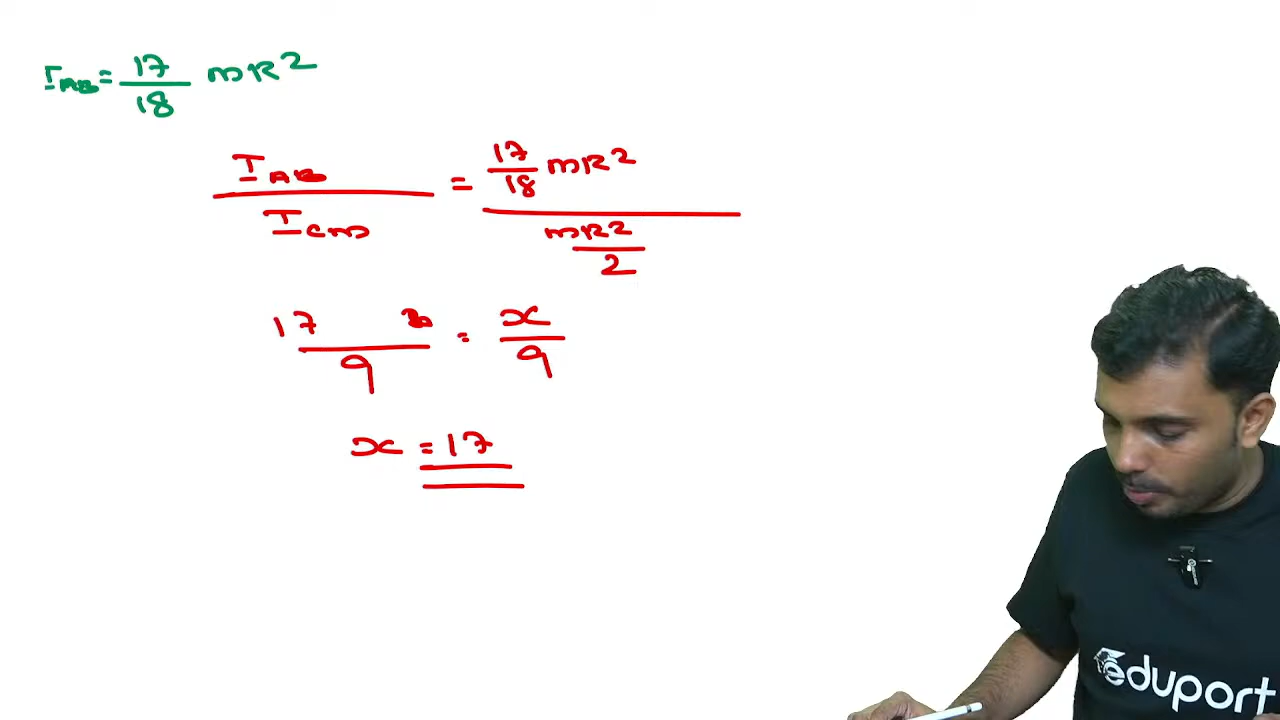 I_AB = 17/18 mR2
I_AB / I_cm = 17/18 mR2 / mR2/2
17/9 = x/9
x = 17
eduport